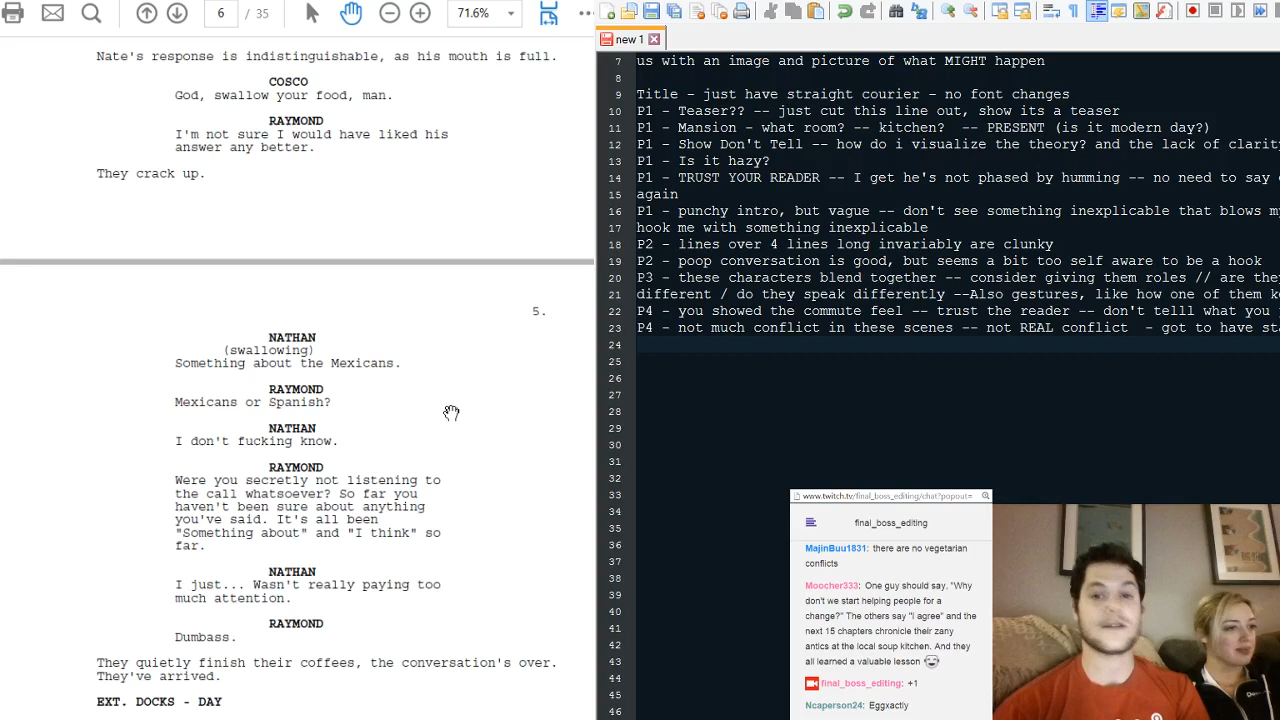 6 / 35
71.6%
Nate's response is indistinguishable, as his mouth is full.
COSCO
God, swallow your food, man.
RAYMOND
I'm not sure I would have liked his
answer any better.
They crack up.
5.
NATHAN
(swallowing)
Something about the Mexicans.
RAYMOND
Mexicans or Spanish?
NATHAN
I don't fucking know.
RAYMOND
Were you secretly not listening to
the call whatsoever? So far you
haven't been sure about anything
you've said. It's all been
"Something about" and "I think" so
far.
NATHAN
I just... Wasn't really paying too
much attention.
RAYMOND
Dumbass.
They quietly finish their coffees, the conversation's over.
They've arrived.
EXT. DOCKS - DAY
new 1
7 us with an image and picture of what MIGHT happen
8
9 Title - just have straight courier - no font changes
10 P1 - Teaser?? -- just cut this line out, show its a teaser
11 P1 - Mansion - what room? -- kitchen? -- PRESENT (is it modern day?)
12 P1 - Show Don't Tell -- how do i visualize the theory? and the lack of clarity
13 P1 - Is it hazy?
14 P1 - TRUST YOUR READER -- I get he's not phased by humming -- no need to say
15 again
16 P1 - punchy intro, but vague -- don't see something inexplicable that blows
17 hook me with something inexplicable
18 P2 - lines over 4 lines long invariably are clunky
19 P2 - poop conversation is good, but seems a bit too self aware to be a hook
20 P3 - these characters blend together -- consider giving them roles // are they
21 different / do they speak differently --Also gestures, like how one of them
22 P4 - you showed the commute feel -- trust the reader -- don't telll what you
23 P4 - not much conflict in these scenes -- not REAL conflict - got to have
24
25
26
27
28
29
30
31
32
33
34
35
36
37
38
39
40
41
42
43
44
45
46
www.twitch.tv/final_boss_editing/chat?popout=
final_boss_editing
MajinBuu1831: there are no vegetarian
conflicts
Moocher333: One guy should say, "Why
don't we start helping people for a
change?" The others say "I agree" and the
next 15 chapters chronicle their zany
antics at the local soup kitchen. And they
all learned a valuable lesson
final_boss_editing: +1
Ncaperson24: Eggxactly